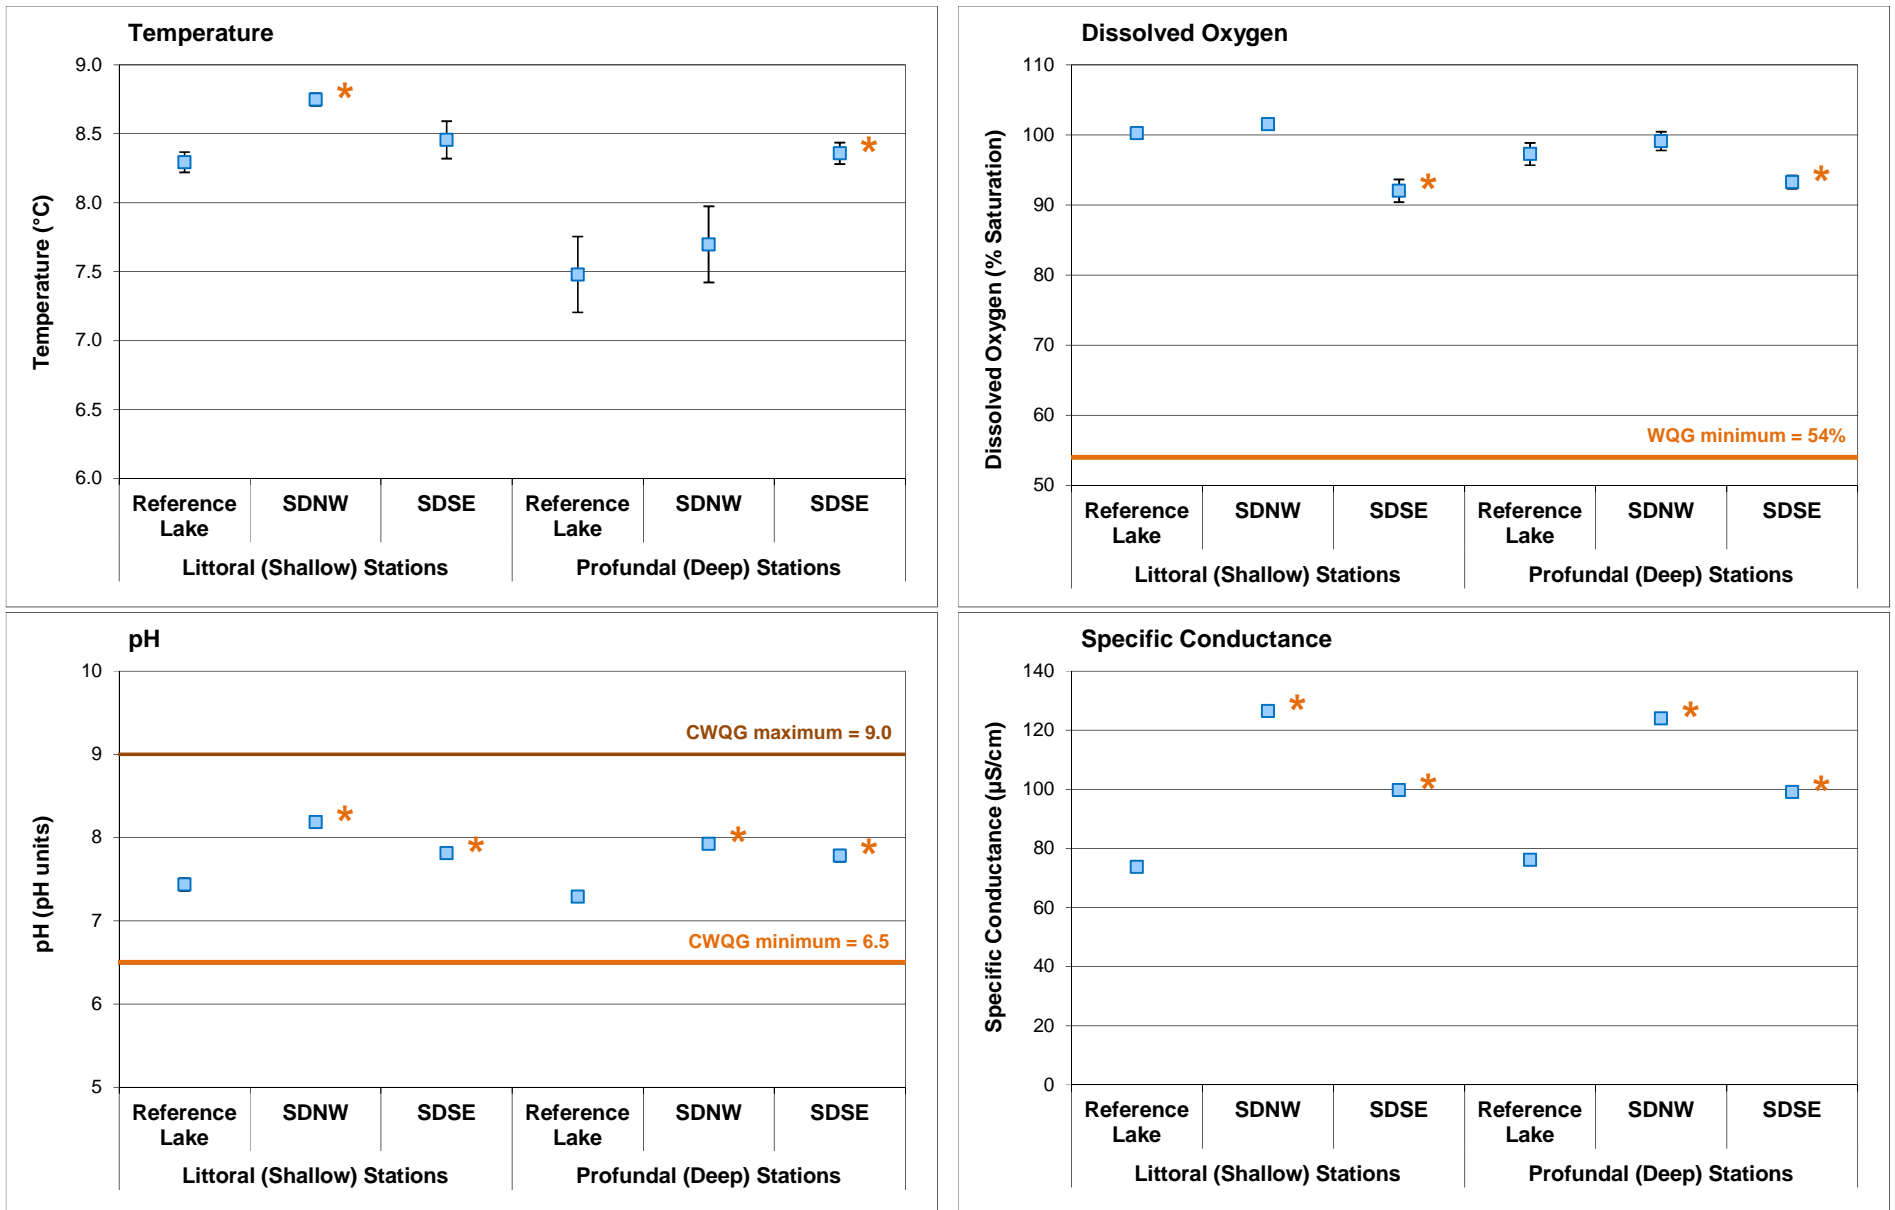 Temperature
Temperature (°C)
9.0
8.5
8.0
7.5
7.0
6.5
6.0
*
*
Reference Lake
SDNW
SDSE
Reference Lake
SDNW
SDSE
Littoral (Shallow) Stations
Profundal (Deep) Stations
Dissolved Oxygen
Dissolved Oxygen (% Saturation)
110
100
90
80
70
60
50
*
*
WQG minimum = 54%
Reference Lake
SDNW
SDSE
Reference Lake
SDNW
SDSE
Littoral (Shallow) Stations
Profundal (Deep) Stations
pH
pH (pH units)
10
9
8
7
6
5
CWQG maximum = 9.0
*
*
*
*
CWQG minimum = 6.5
Reference Lake
SDNW
SDSE
Reference Lake
SDNW
SDSE
Littoral (Shallow) Stations
Profundal (Deep) Stations
Specific Conductance
Specific Conductance (µS/cm)
140
120
100
80
60
40
20
0
*
*
*
*
Reference Lake
SDNW
SDSE
Reference Lake
SDNW
SDSE
Littoral (Shallow) Stations
Profundal (Deep) Stations